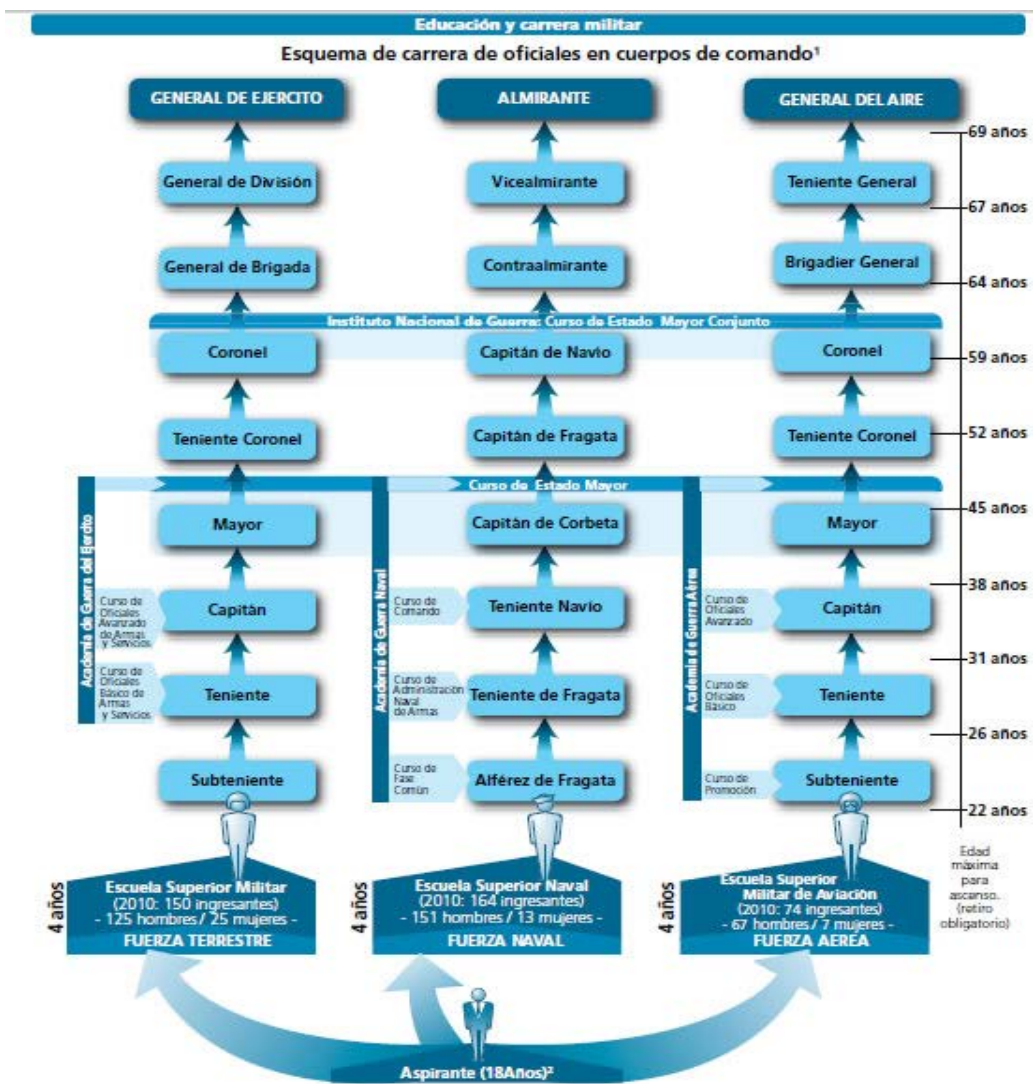 Educación y carrera militar
Esquema de carrera de oficiales en cuerpos de comando¹
GENERAL DE EJERCITO
ALMIRANTE
GENERAL DEL AIRE
69 años
General de División
Vicealmirante
Teniente General
67 años
General de Brigada
Contraalmirante
Brigadier General
64 años
Instituto Nacional de Guerra: Curso de Estado Mayor Conjunto
Coronel
Capitán de Navío
Coronel
59 años
Teniente Coronel
Capitán de Fragata
Teniente Coronel
52 años
Curso de Estado Mayor
45 años
Mayor
Capitán de Corbeta
Mayor
38 años
Academia de Guerra del Ejercito
Curso de
Oficiales
Avanzado
de Armas
y Servicios
Capitán
Academia de Guerra Naval
Curso de
Comando
Teniente Navío
Academia de Guerra Aérea
Curso de
Oficiales
Avanzado
Capitán
31 años
Curso de
Oficiales
Básico de
Armas
y Servicios
Teniente
Curso de
Administración
Naval
de Armas
Teniente de Fragata
Curso de
Oficiales
Básico
Teniente
26 años
Subteniente
Curso de
Fase
Común
Alférez de Fragata
Curso de
Promoción
Subteniente
22 años
Edad
máxima
para
ascenso.
(retiro
obligatorio)
4 años
Escuela Superior Militar
(2010: 150 ingresantes)
- 125 hombres / 25 mujeres -
FUERZA TERRESTRE
4 años
Escuela Superior Naval
(2010: 164 ingresantes)
- 151 hombres / 13 mujeres -
FUERZA NAVAL
4 años
Escuela Superior
Militar de Aviación
(2010: 74 ingresantes)
- 67 hombres / 7 mujeres -
FUERZA AEREA
Aspirante (18Años)²